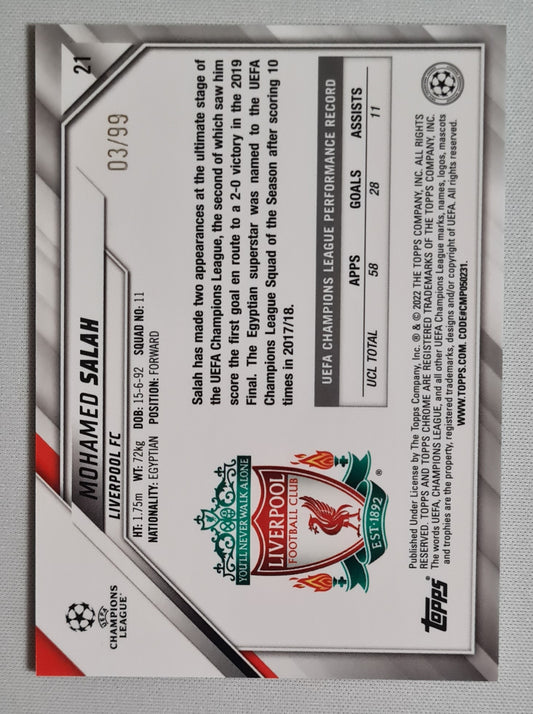 21
03/99
UEFA
CHAMPIONS
LEAGUE
MOHAMED SALAH
LIVERPOOL FC
HT: 1.75m WT: 72kg DOB: 15-6-92 SQUAD NO: 11
NATIONALITY: EGYPTIAN POSITION: FORWARD
YOU'LL NEVER WALK ALONE
LIVERPOOL
FOOTBALL CLUB
EST·1892
®
Salah has made two appearances at the ultimate stage of
the UEFA Champions League, the second of which saw him
score the first goal en route to a 2-0 victory in the 2019
Final. The Egyptian superstar was named to the UEFA
Champions League Squad of the Season after scoring 10
times in 2017/18.
UEFA CHAMPIONS LEAGUE PERFORMANCE RECORD
APPS GOALS ASSISTS
UCL TOTAL 58 28 11
topps®
Published Under License by The Topps Company, Inc. ® & © 2022 THE TOPPS COMPANY, INC. ALL RIGHTS
RESERVED. TOPPS AND TOPPS CHROME ARE REGISTERED TRADEMARKS OF THE TOPPS COMPANY, INC.
The words UEFA, CHAMPIONS LEAGUE, and all other UEFA Champions League marks, names, logos, mascots
and trophies are the property, registered trademarks, designs and/or copyright of UEFA. All rights reserved.
WWW.TOPPS.COM. CODE#CMP050231.